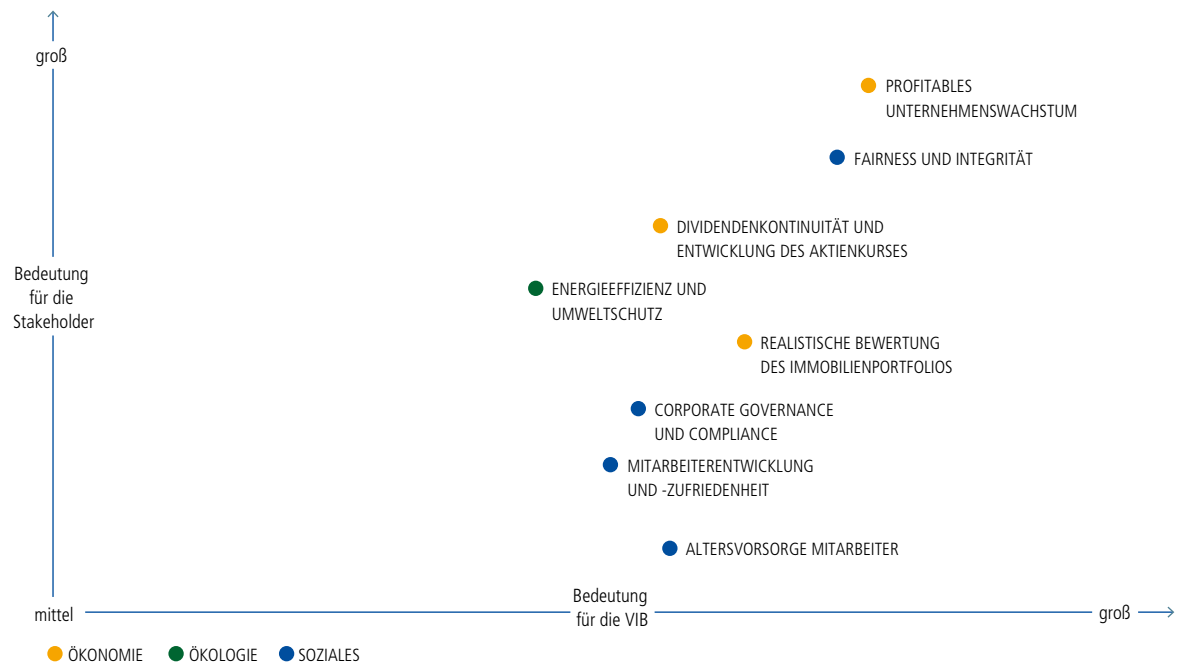 groß
PROFITABLES
UNTERNEHMENSWACHSTUM
FAIRNESS UND INTEGRITÄT
DIVIDENDENKONTINUITÄT UND
ENTWICKLUNG DES AKTIENKURSES
Bedeutung
für die
Stakeholder
ENERGIEEFFIZIENZ UND
UMWELTSCHUTZ
REALISTISCHE BEWERTUNG
DES IMMOBILIENPORTFOLIOS
CORPORATE GOVERNANCE
UND COMPLIANCE
MITARBEITERENTWICKLUNG
UND -ZUFRIEDENHEIT
ALTERSVORSORGE MITARBEITER
mittel
Bedeutung
für die VIB
groß
ÖKONOMIE ÖKOLOGIE SOZIALES